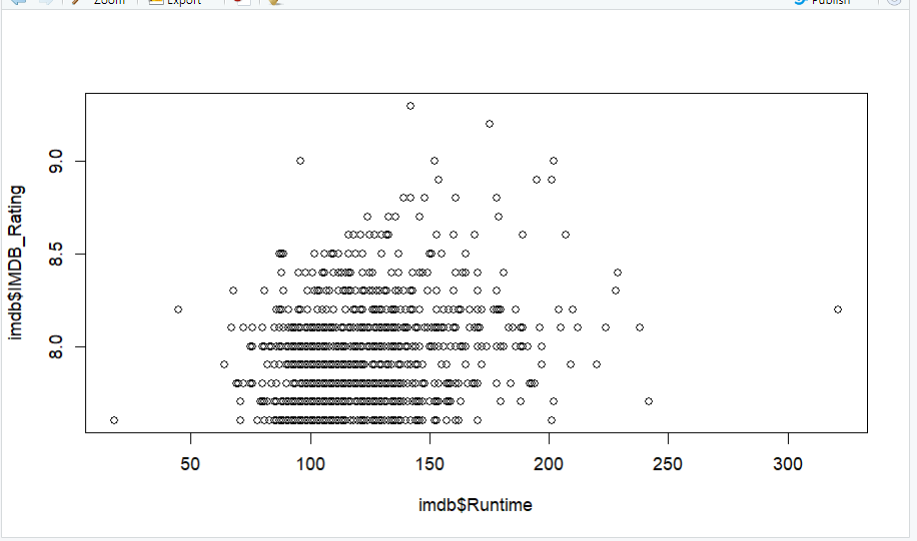 Zoom Export Publish
imdb$IMDB_Rating
9.0
8.5
8.0
50 100 150 200 250 300
imdb$Runtime